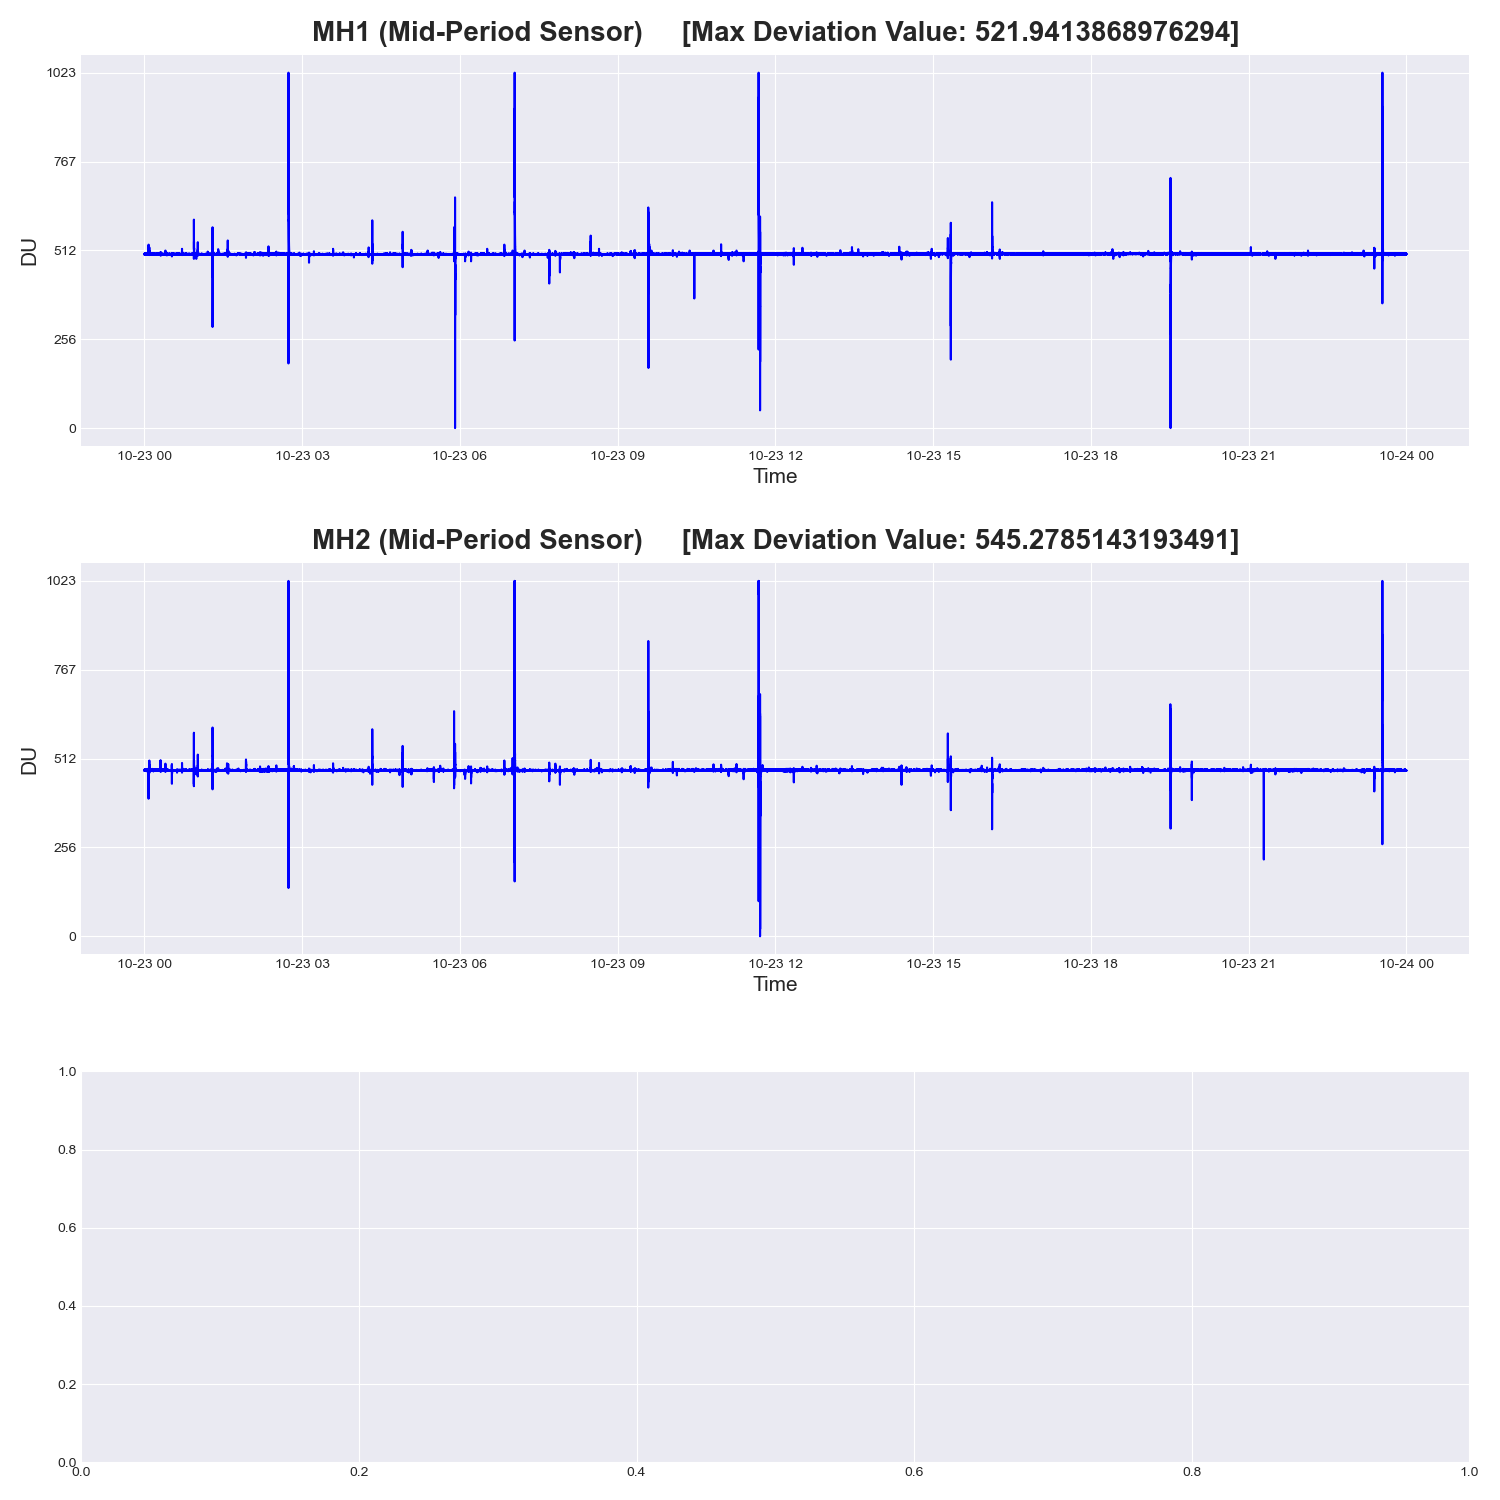 MH1 (Mid-Period Sensor) [Max Deviation Value: 521.9413868976294]
1023
767
512
256
0
DU
10-23 00 10-23 03 10-23 06 10-23 09 10-23 12 10-23 15 10-23 18 10-23 21 10-24 00
Time
MH2 (Mid-Period Sensor) [Max Deviation Value: 545.2785143193491]
1023
767
512
256
0
DU
10-23 00 10-23 03 10-23 06 10-23 09 10-23 12 10-23 15 10-23 18 10-23 21 10-24 00
Time
1.0
0.8
0.6
0.4
0.2
0.0
0.0 0.2 0.4 0.6 0.8 1.0